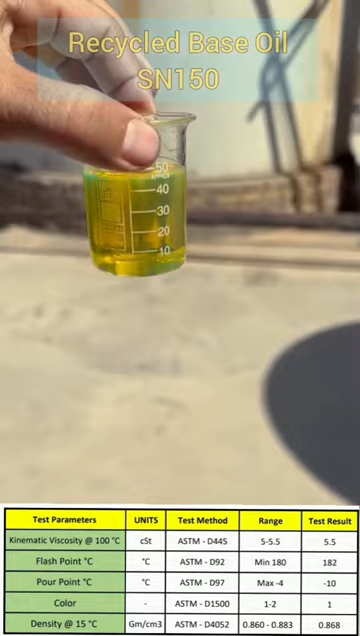 Recycled Base Oil
SN150
50
40
30
20
10
Test Parameters UNITS Test Method Range Test Result
Kinematic Viscosity @ 100 °C cSt ASTM - D445 5-5.5 5.5
Flash Point °C °C ASTM - D92 Min 180 182
Pour Point °C °C ASTM - D97 Max -4 -10
Color - ASTM - D1500 1-2 1
Density @ 15 °C Gm/cm3 ASTM - D4052 0.860 - 0.883 0.868